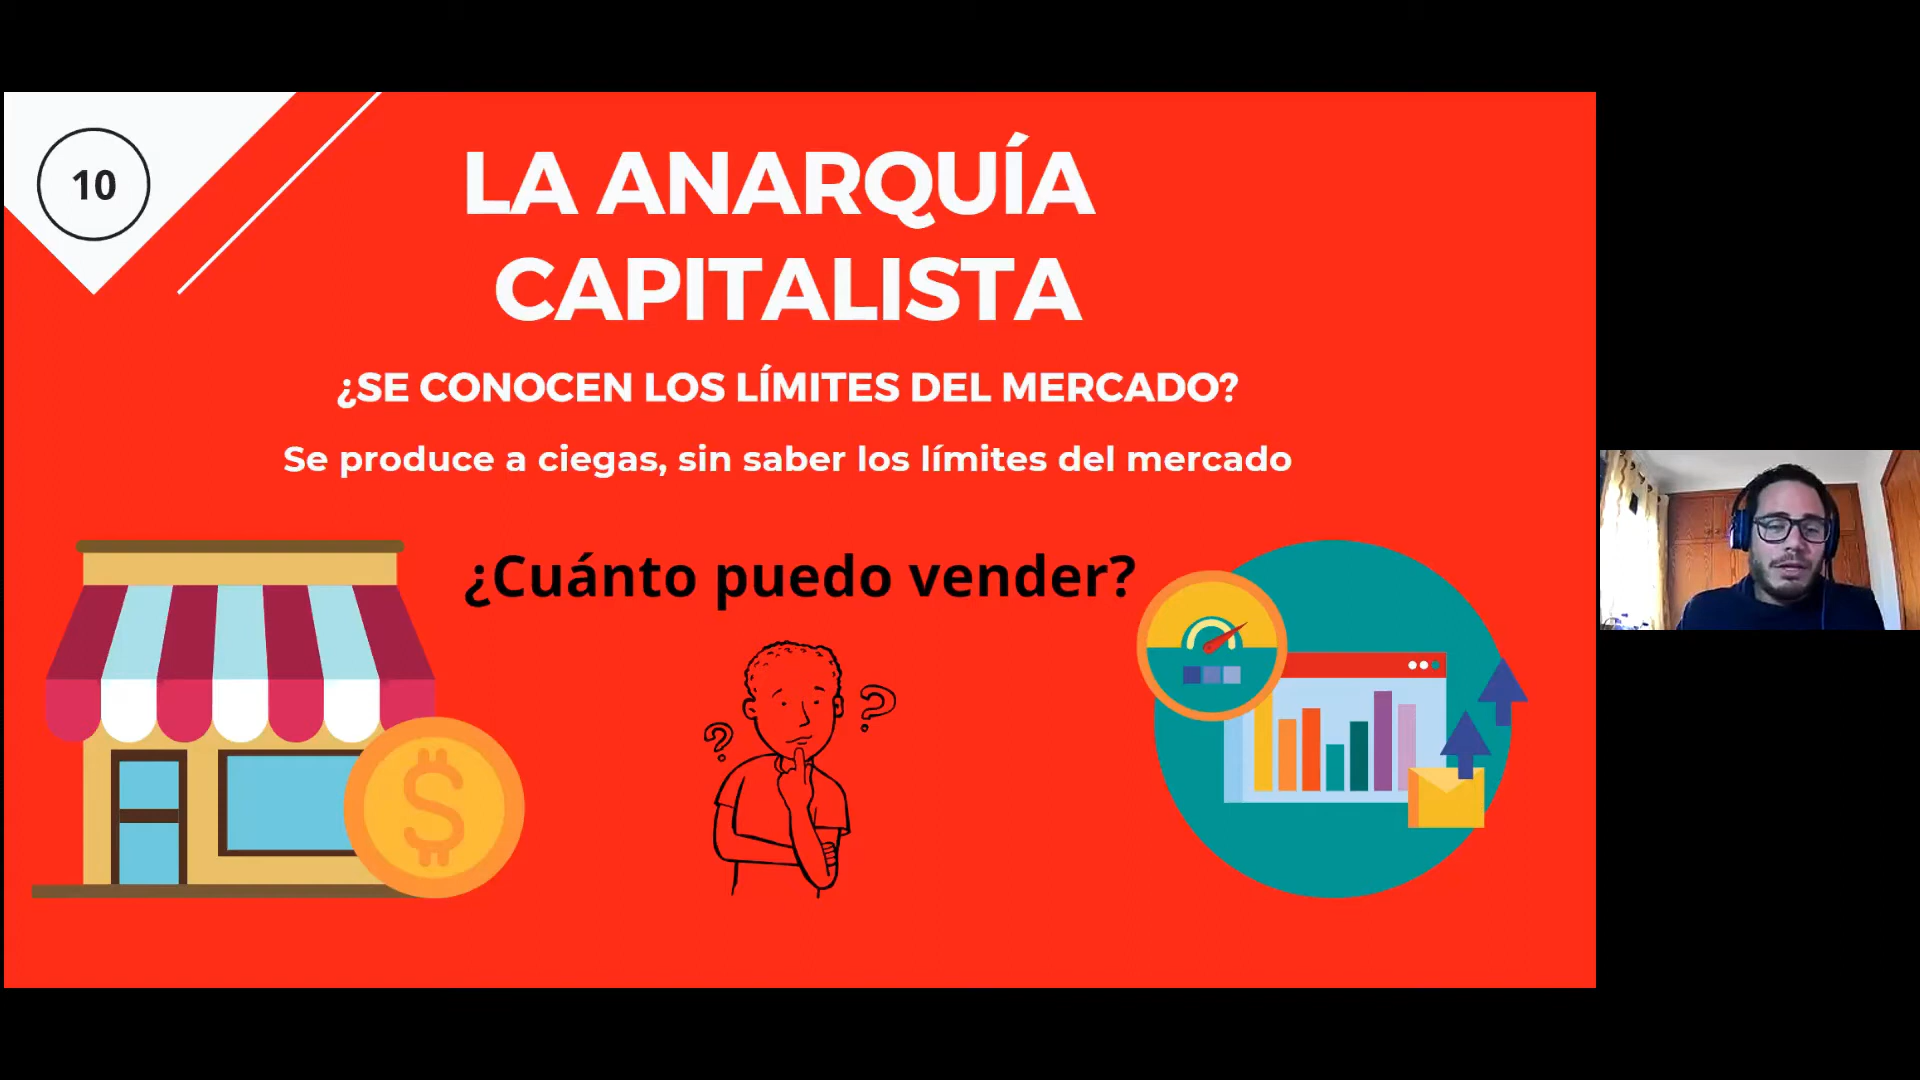 10
LA ANARQUÍA
CAPITALISTA
¿SE CONOCEN LOS LÍMITES DEL MERCADO?
Se produce a ciegas, sin saber los límites del mercado
¿Cuánto puedo vender?
? ?
$